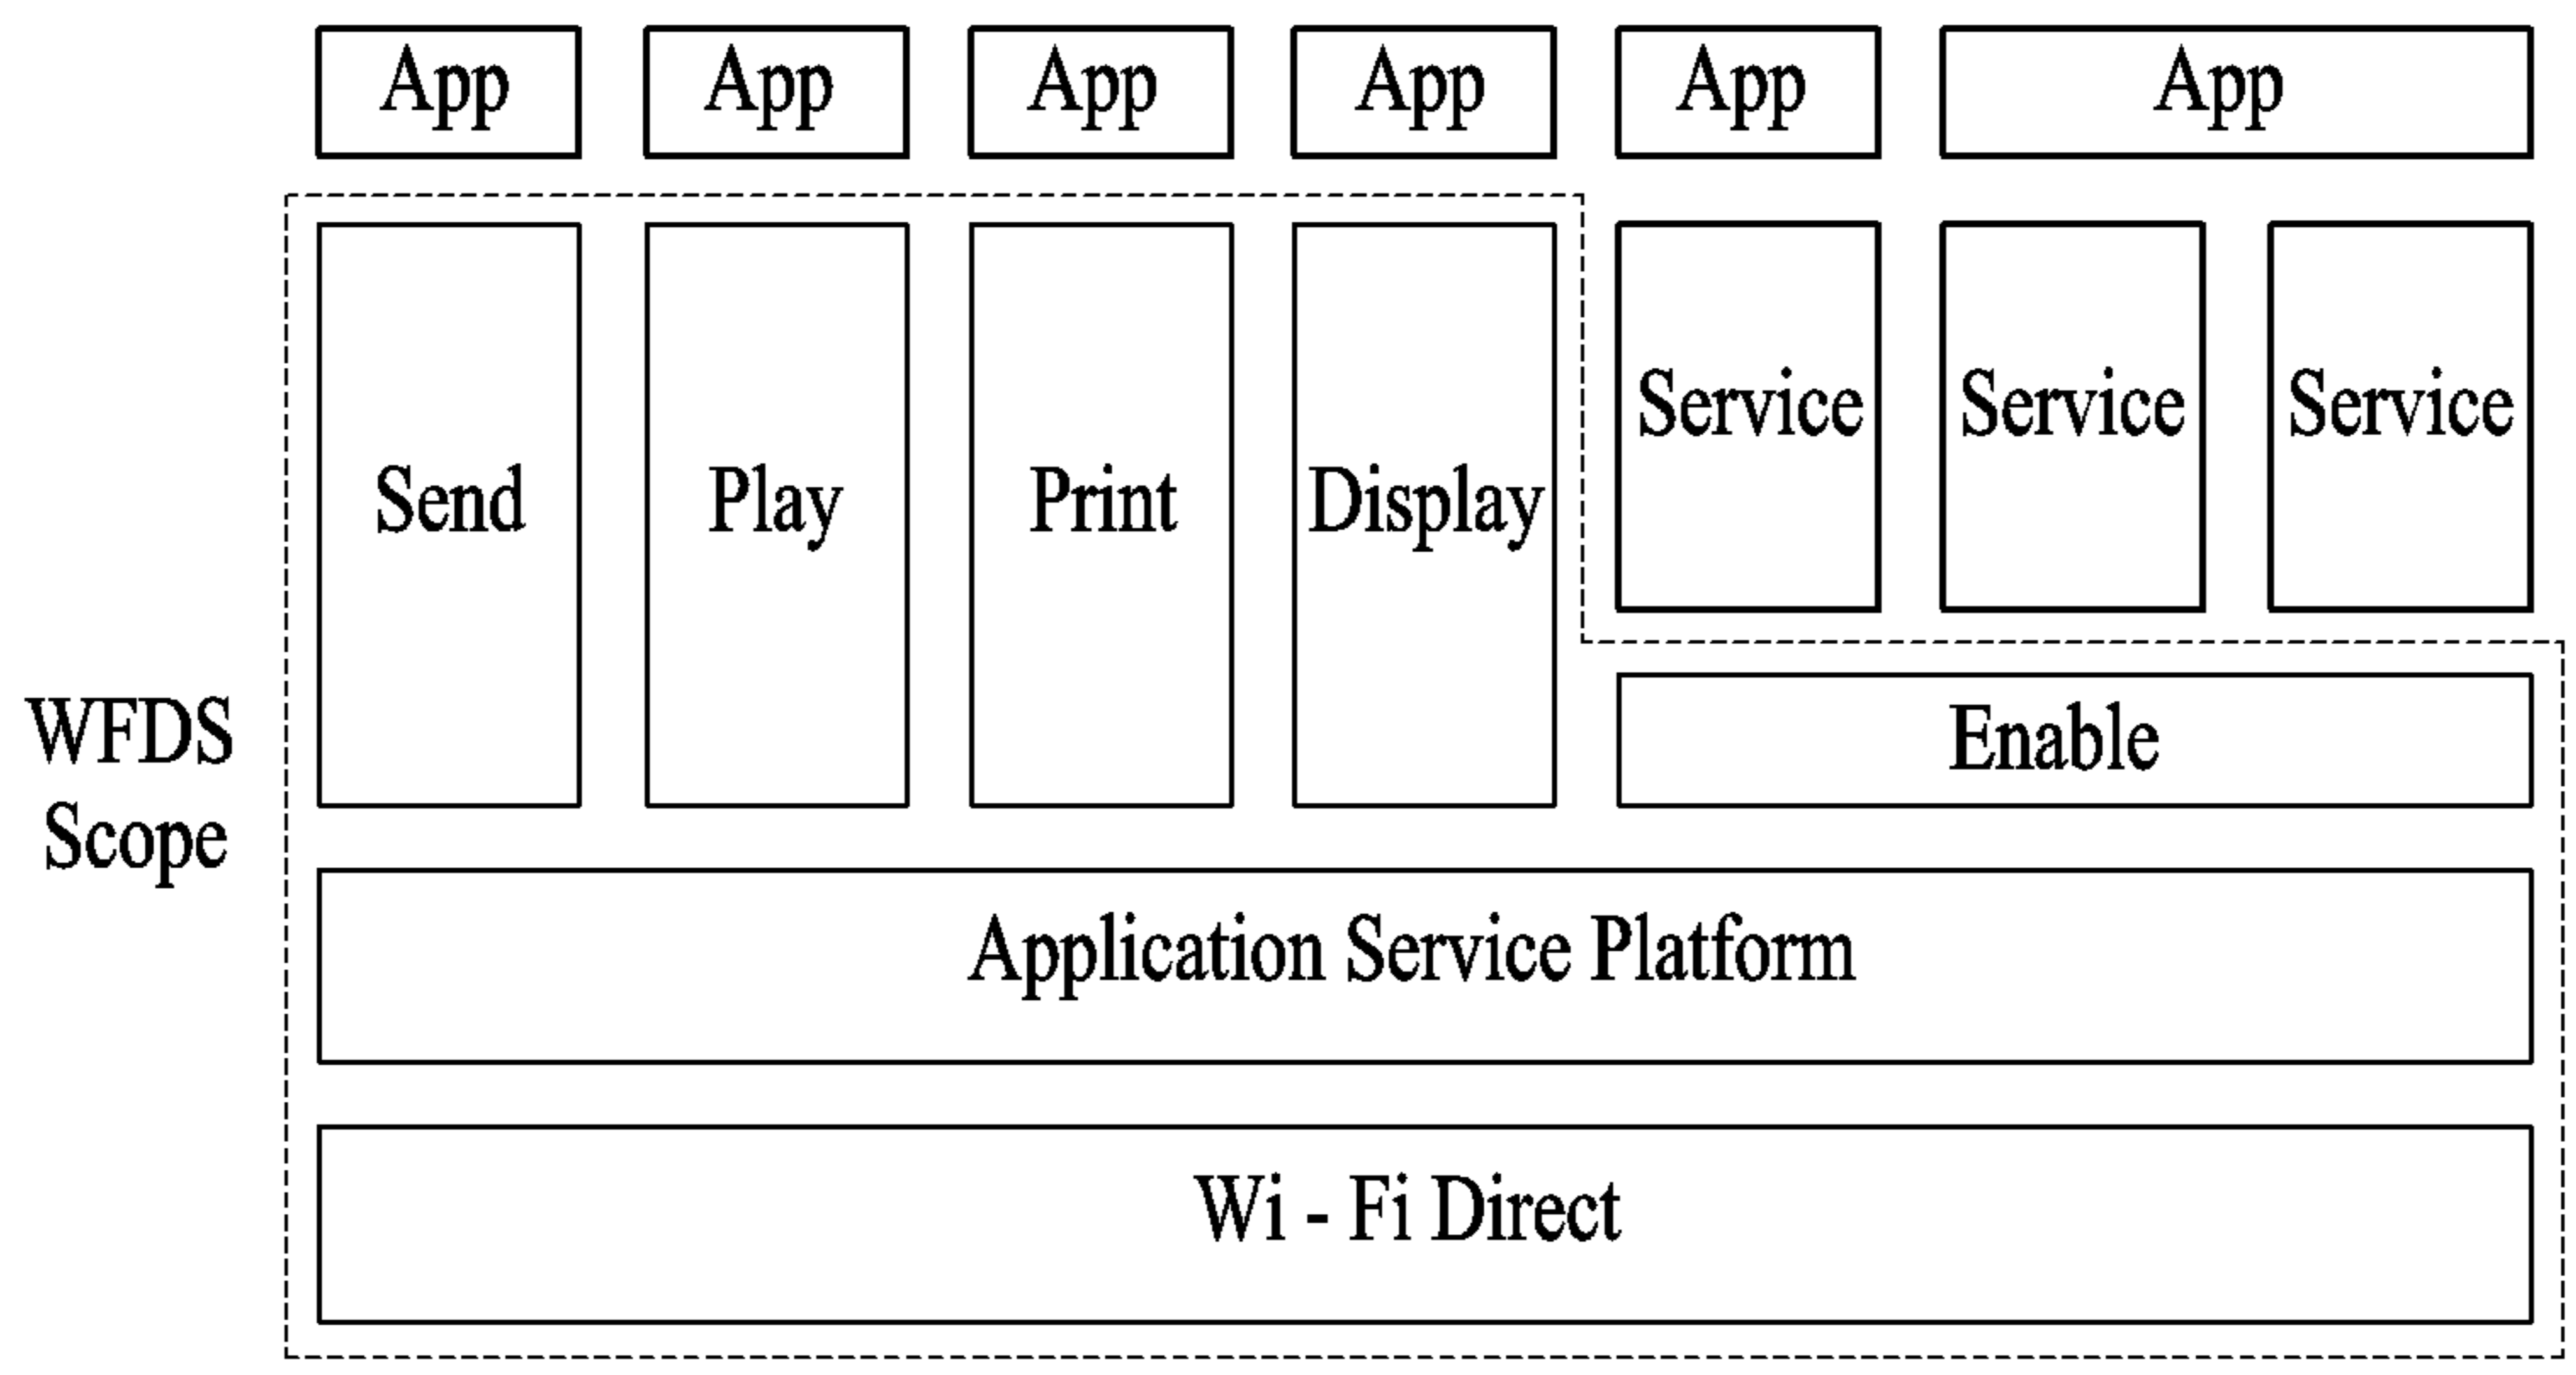 App App App App App App
Service Service Service
Send Play Print Display
WFDS
Scope
Enable
Application Service Platform
Wi - Fi Direct